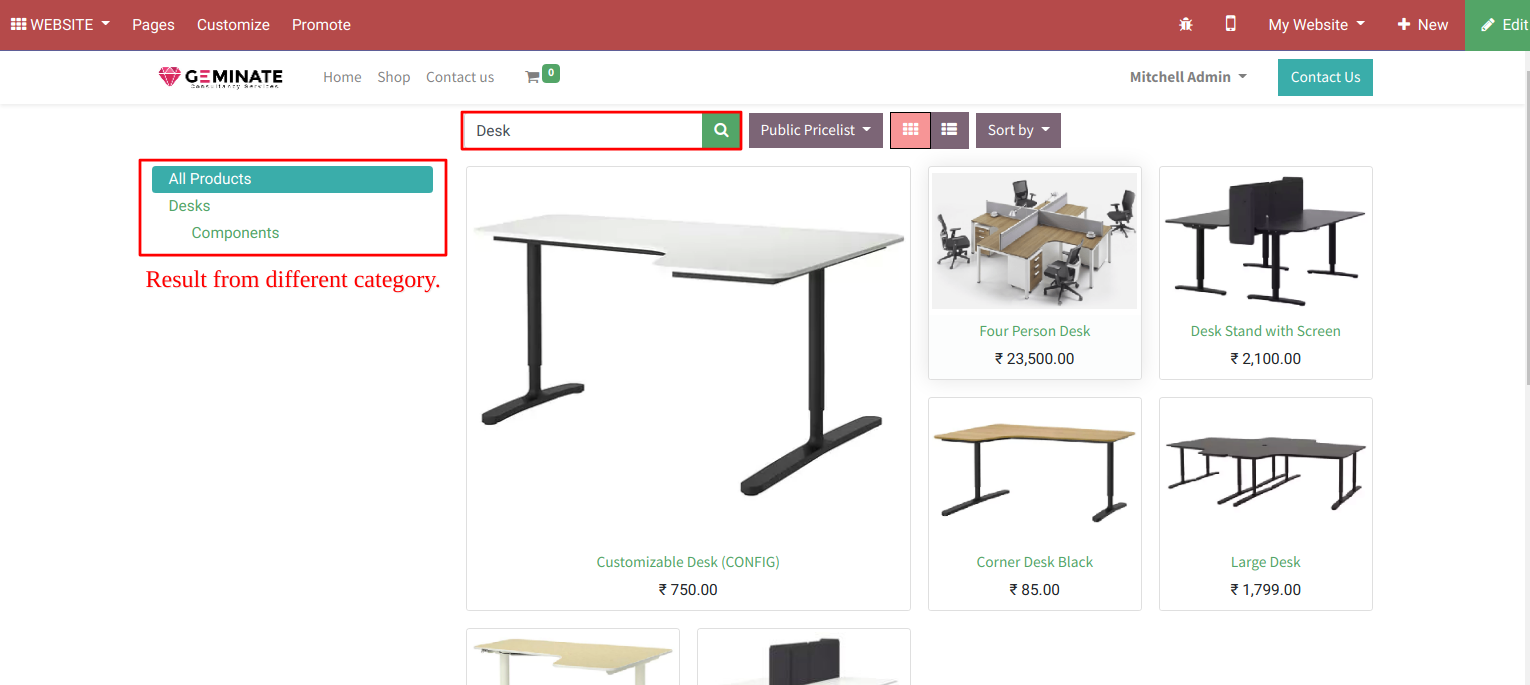 WEBSITE Pages Customize Promote My Website New Edit
GEMINATE
Consultancy Services
Home Shop Contact us 0 Mitchell Admin Contact Us
Desk Public Pricelist Sort by
All Products
Desks
Components
Result from different category.
Four Person Desk
₹ 23,500.00
Desk Stand with Screen
₹ 2,100.00
Customizable Desk (CONFIG)
₹ 750.00
Corner Desk Black
₹ 85.00
Large Desk
₹ 1,799.00